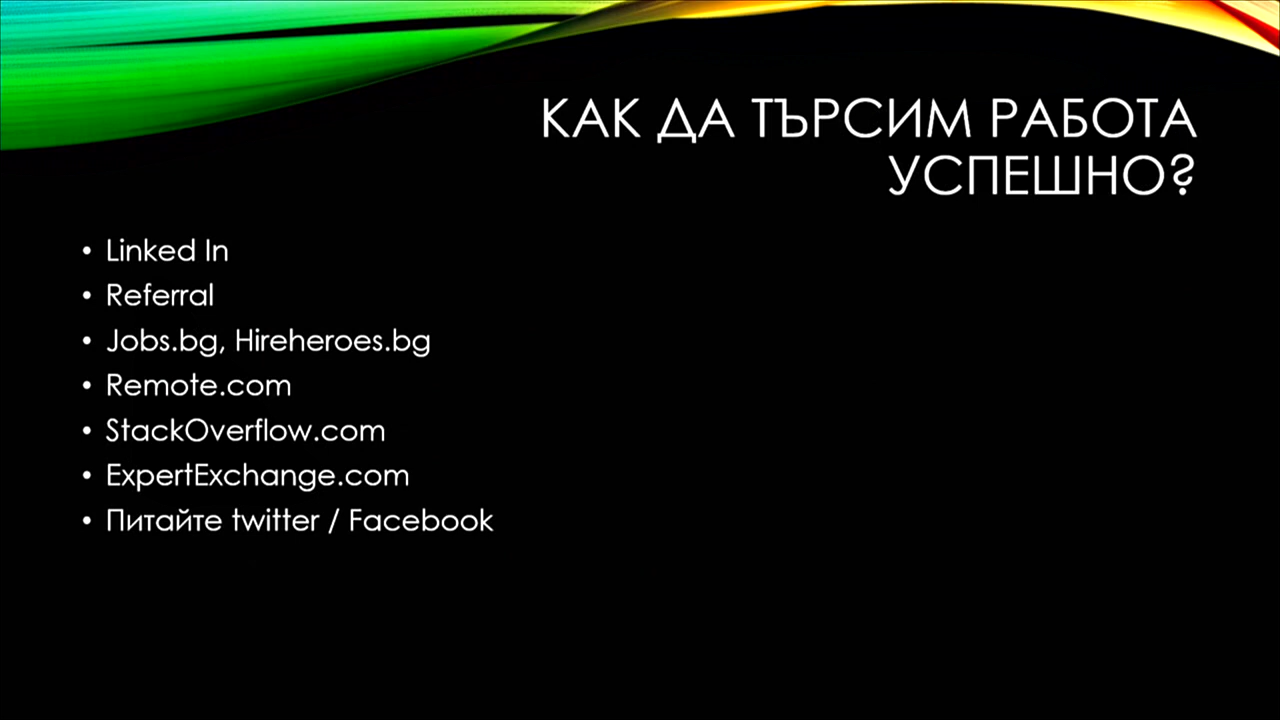 КАК ДА ТЪРСИМ РАБОТА
УСПЕШНО?
• Linked In
• Referral
• Jobs.bg, Hireheroes.bg
• Remote.com
• StackOverflow.com
• ExpertExchange.com
• Питайте twitter / Facebook